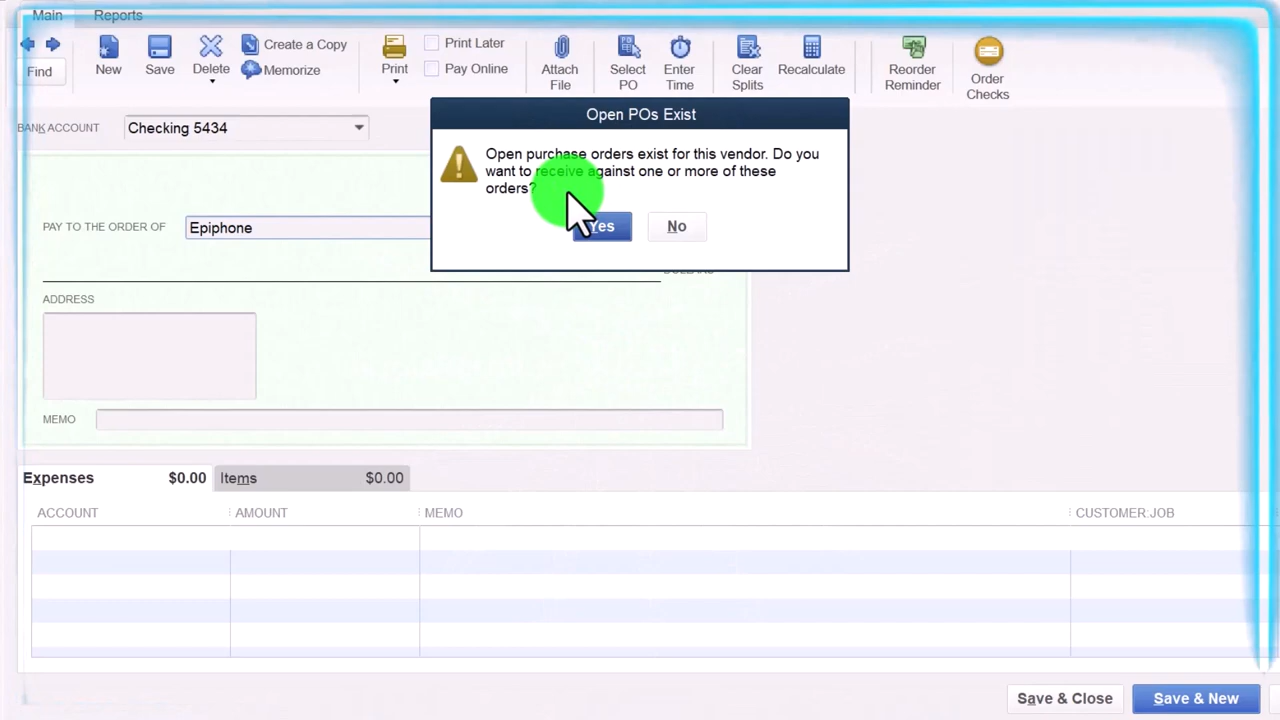 Main Reports
Find
New
Save
Delete
Create a Copy
Memorize
Print
Print Later
Pay Online
Attach
File
Select
PO
Enter
Time
Clear
Splits
Recalculate
Reorder
Reminder
Order
Checks
BANK ACCOUNT Checking 5434
Open POs Exist
Open purchase orders exist for this vendor. Do you
want to receive against one or more of these
orders?
Yes No
PAY TO THE ORDER OF Epiphone
ADDRESS
MEMO
Expenses $0.00 Items $0.00
ACCOUNT AMOUNT MEMO CUSTOMER:JOB
Save & Close Save & New